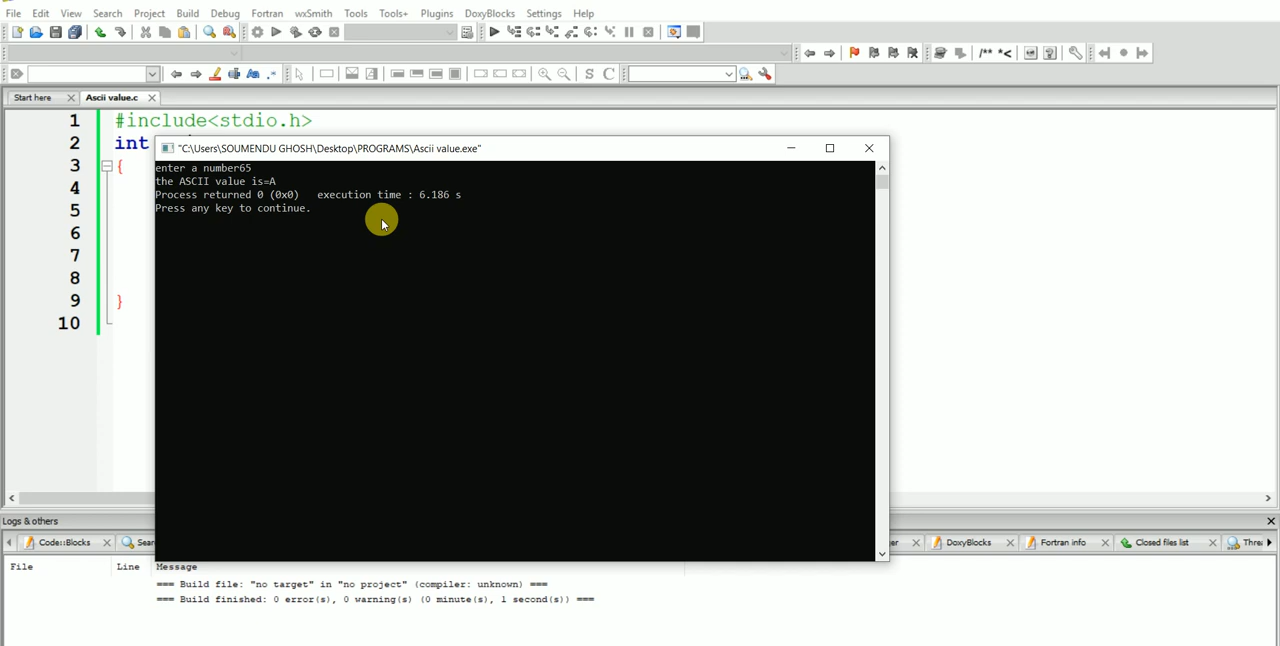 File Edit View Search Project Build Debug Fortran wxSmith Tools Tools+ Plugins DoxyBlocks Settings Help
Start here Ascii value.c
1 #include<stdio.h>
2 int
3 {
4
5
6
7
8
9 }
10
"C:\Users\SOUMENDU GHOSH\Desktop\PROGRAMS\Ascii value.exe"
enter a number65
the ASCII value is=A
Process returned 0 (0x0) execution time : 6.186 s
Press any key to continue.
Logs & others
Code::Blocks Sear er DoxyBlocks Fortran info Closed files list Threa
File Line Message
=== Build file: "no target" in "no project" (compiler: unknown) ===
=== Build finished: 0 error(s), 0 warning(s) (0 minute(s), 1 second(s)) ===